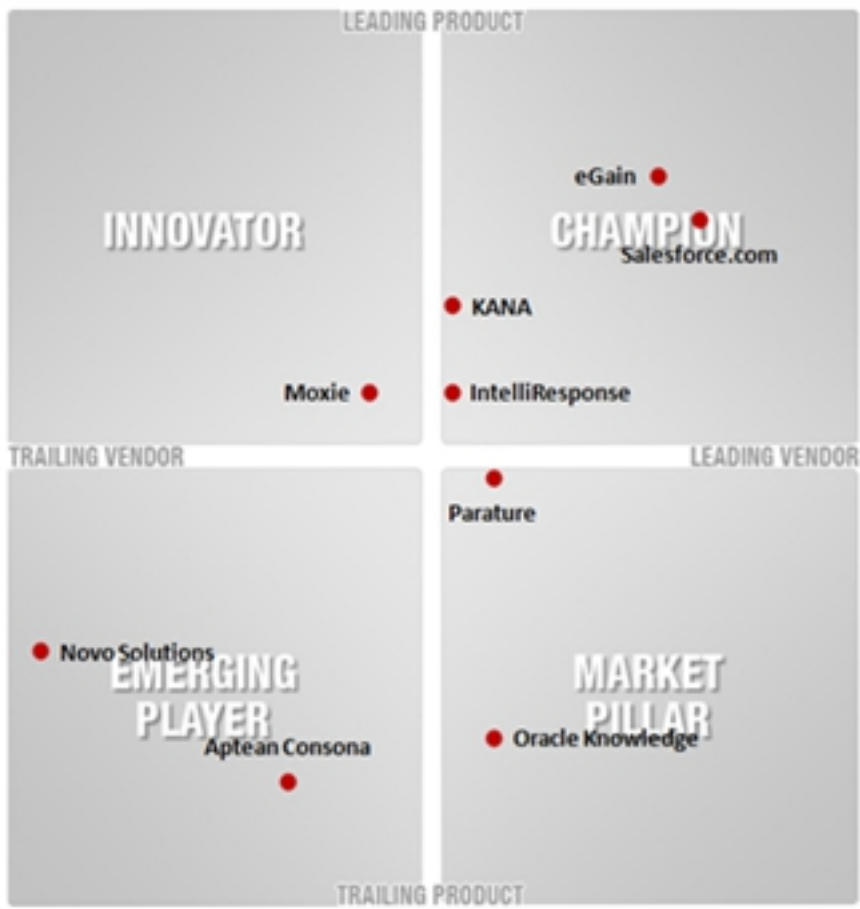 LEADING PRODUCT
eGain
INNOVATOR
CHAMPION
Salesforce.com
KANA
Moxie
IntelliResponse
TRAILING VENDOR
LEADING VENDOR
Parature
Novo Solutions
EMERGING
PLAYER
MARKET
PILLAR
Aptean Consona
Oracle Knowledge
TRAILING PRODUCT